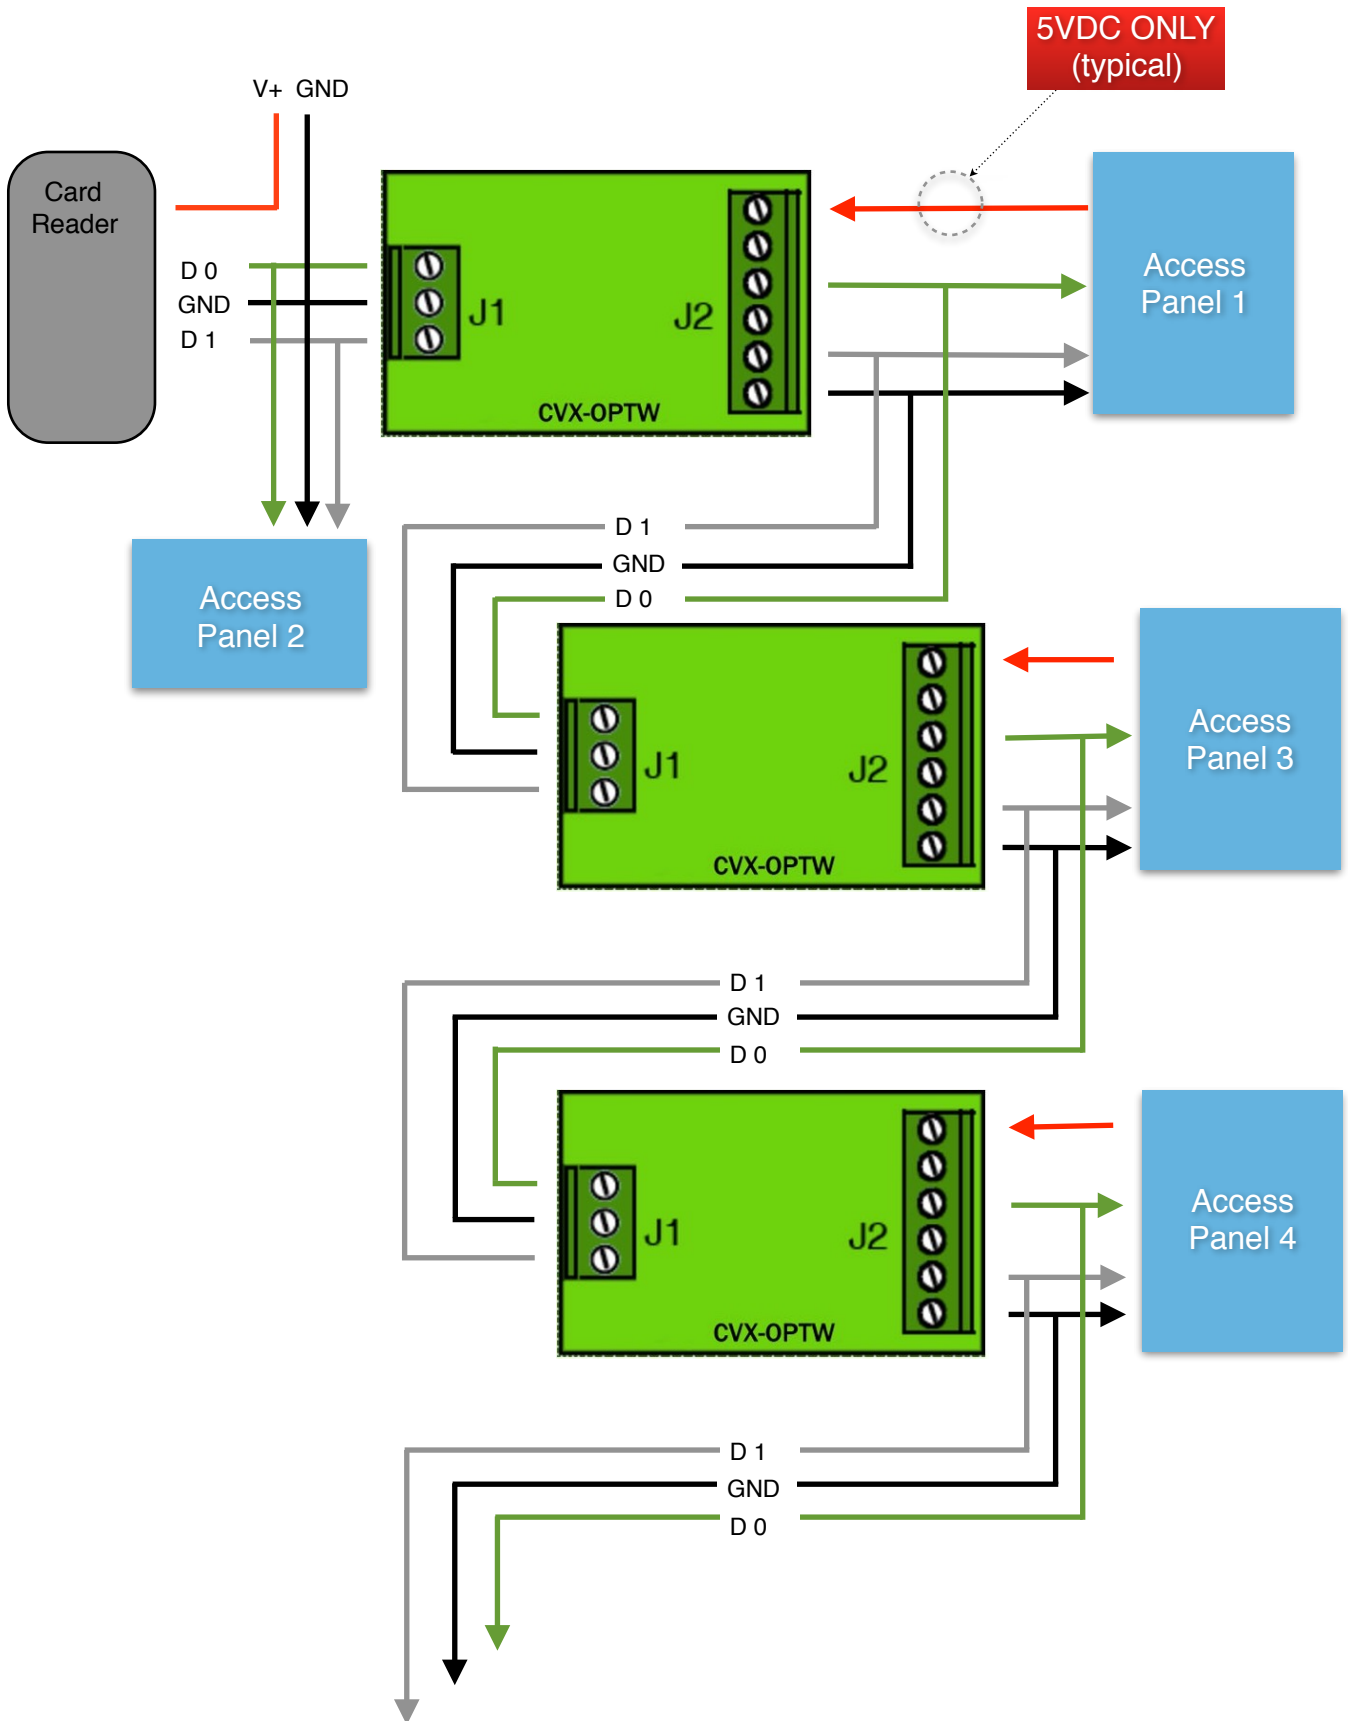 5VDC ONLY
(typical)
V+ GND
Card
Reader
D 0
GND
D 1
J1
J2
CVX-OPTW
Access
Panel 1
Access
Panel 2
D 1
GND
D 0
J1
J2
CVX-OPTW
Access
Panel 3
D 1
GND
D 0
J1
J2
CVX-OPTW
Access
Panel 4
D 1
GND
D 0